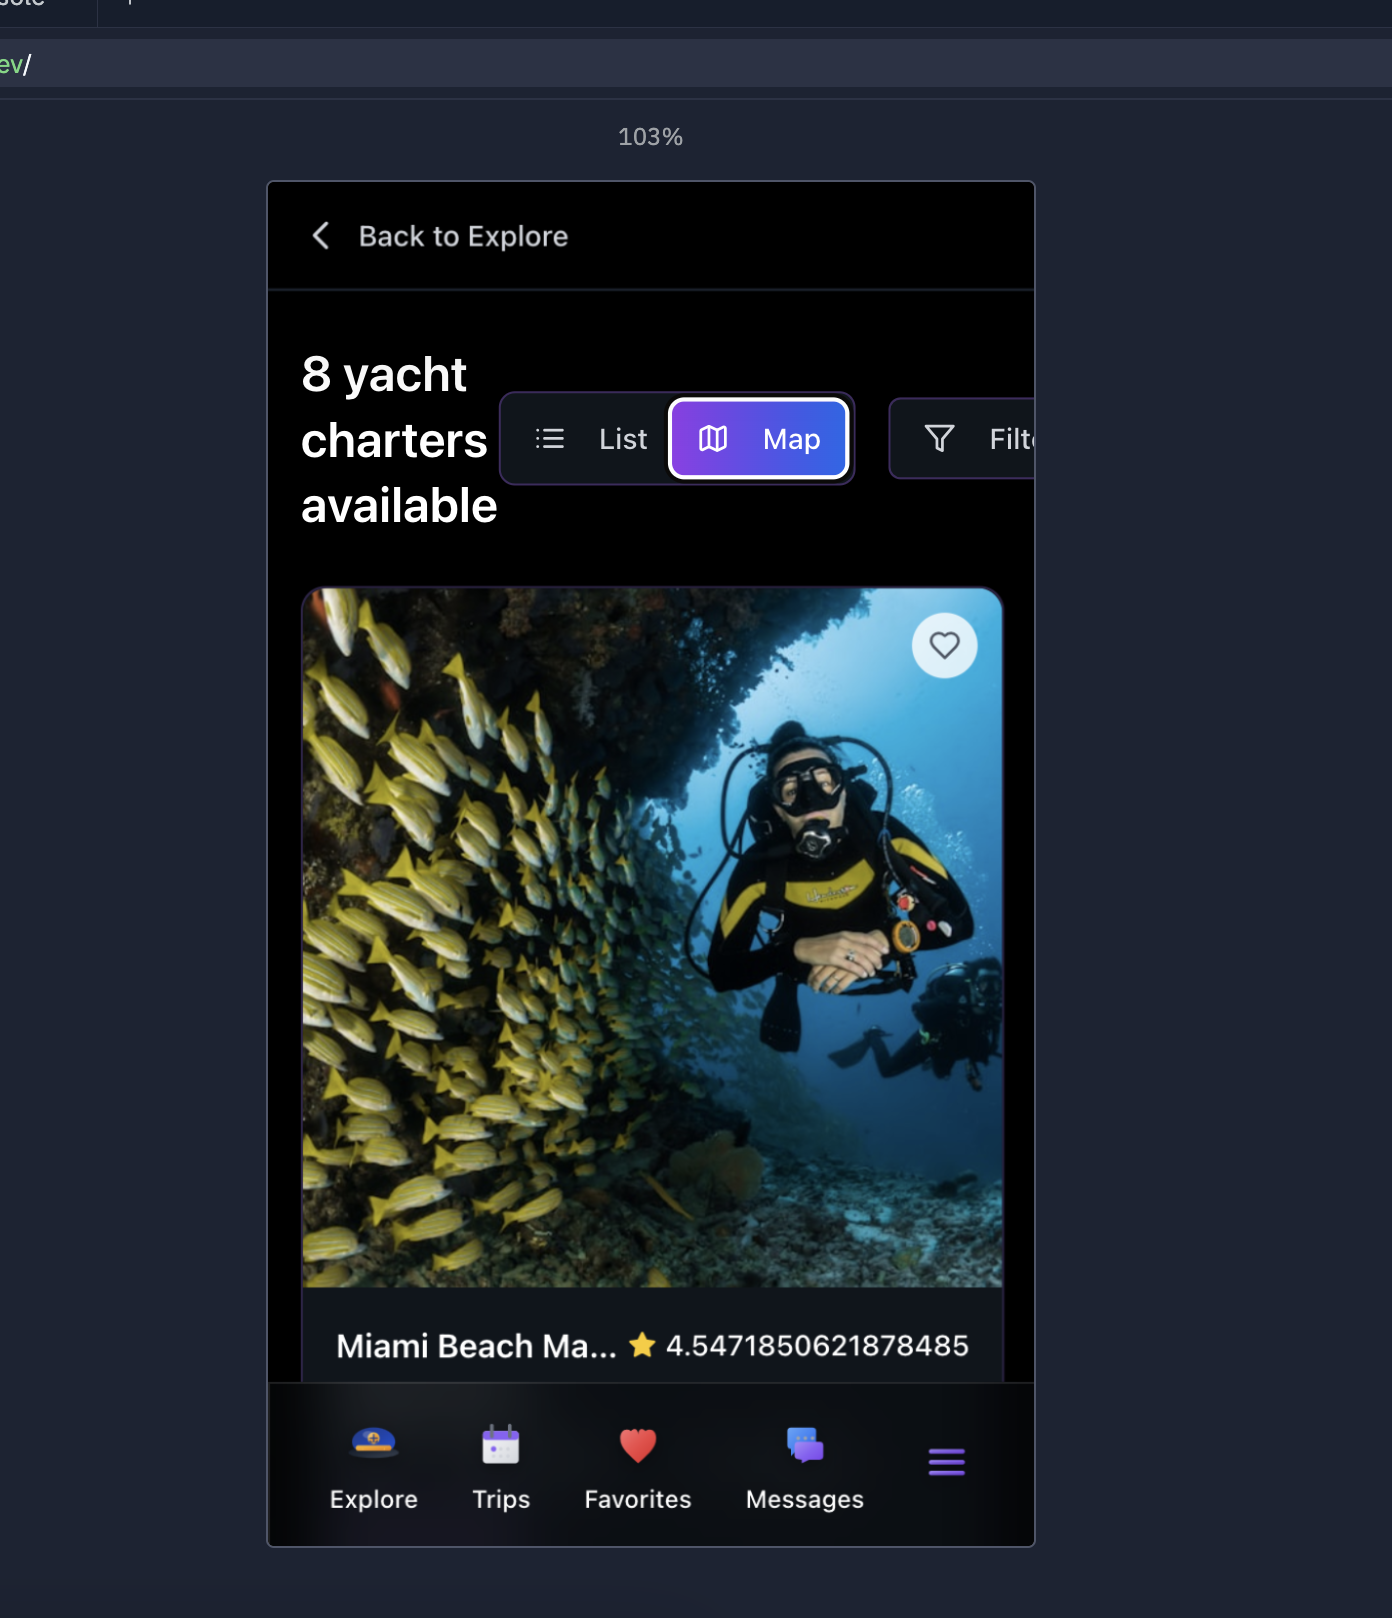 ev/
103%
Back to Explore
8 yacht
charters
available
List
Map
Miami Beach Ma...
4.5471850621878485
Explore
Trips
Favorites
Messages